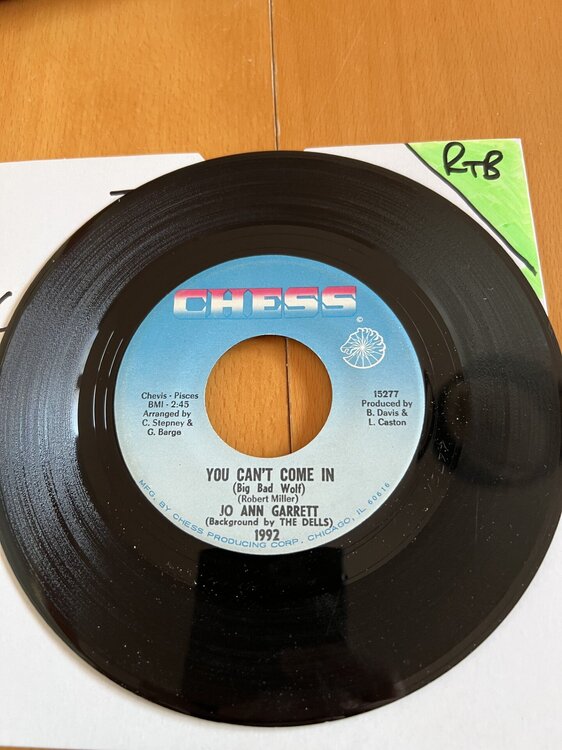 RTB
CHESS
©
Chevis - Pisces
BMI - 2:45
Arranged by
C. Stepney &
G. Barge
15277
Produced by
B. Davis &
L. Caston
YOU CAN'T COME IN
(Big Bad Wolf)
(Robert Miller)
JO ANN GARRETT
(Background by THE DELLS)
1992
MFG. BY CHESS PRODUCING CORP. CHICAGO, IL 60616